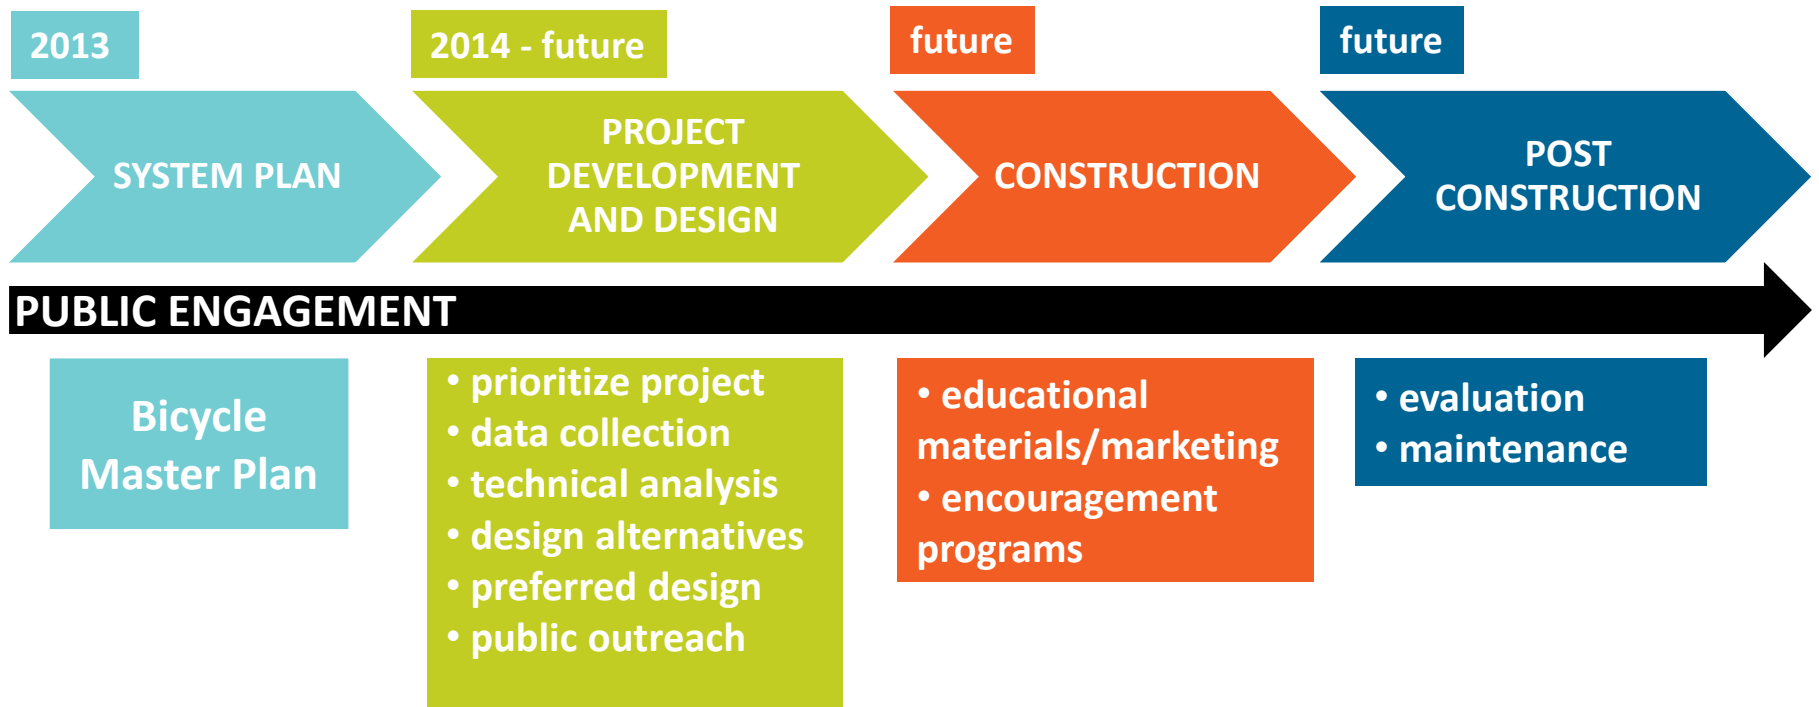 2013
2014 - future
future
future
SYSTEM PLAN
PROJECT
DEVELOPMENT
AND DESIGN
CONSTRUCTION
POST
CONSTRUCTION
PUBLIC ENGAGEMENT
Bicycle
Master Plan
• prioritize project
• data collection
• technical analysis
• design alternatives
• preferred design
• public outreach
• educational
materials/marketing
• encouragement
programs
• evaluation
• maintenance